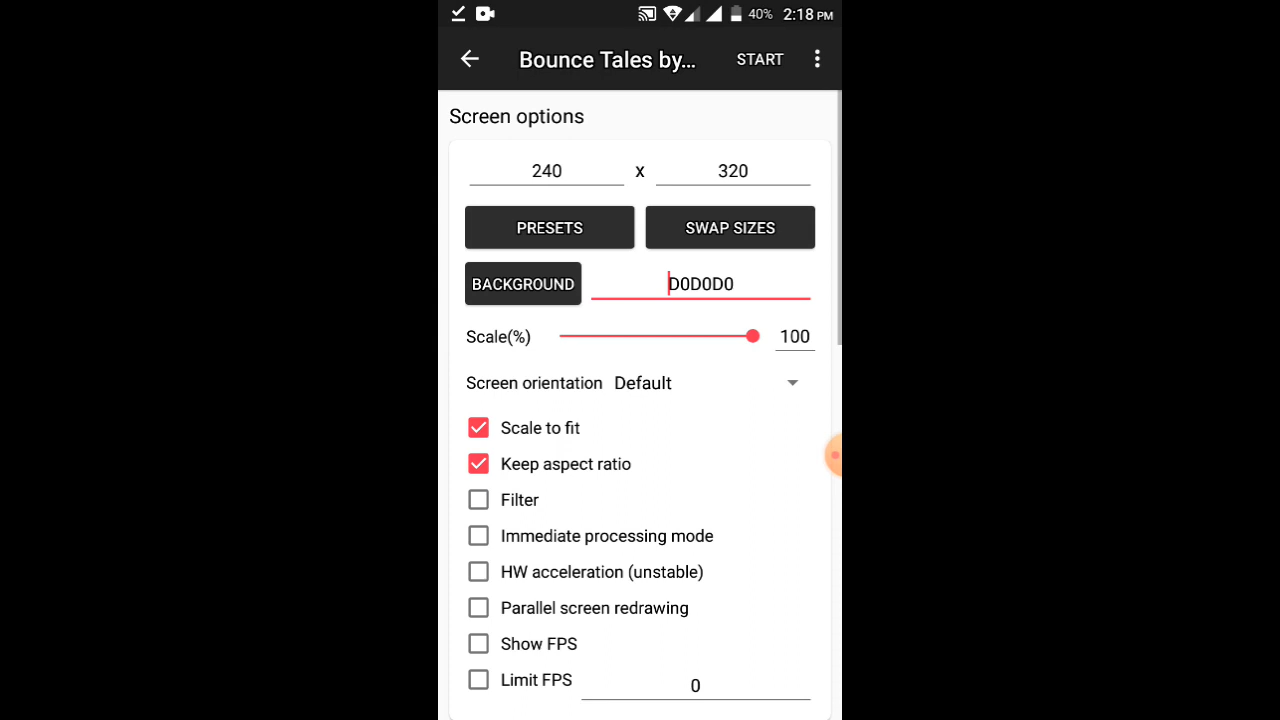 40% 2:18 PM
Bounce Tales by... START
Screen options
240 x 320
PRESETS SWAP SIZES
BACKGROUND D0D0D0
Scale(%) 100
Screen orientation Default
Scale to fit
Keep aspect ratio
Filter
Immediate processing mode
HW acceleration (unstable)
Parallel screen redrawing
Show FPS
Limit FPS 0